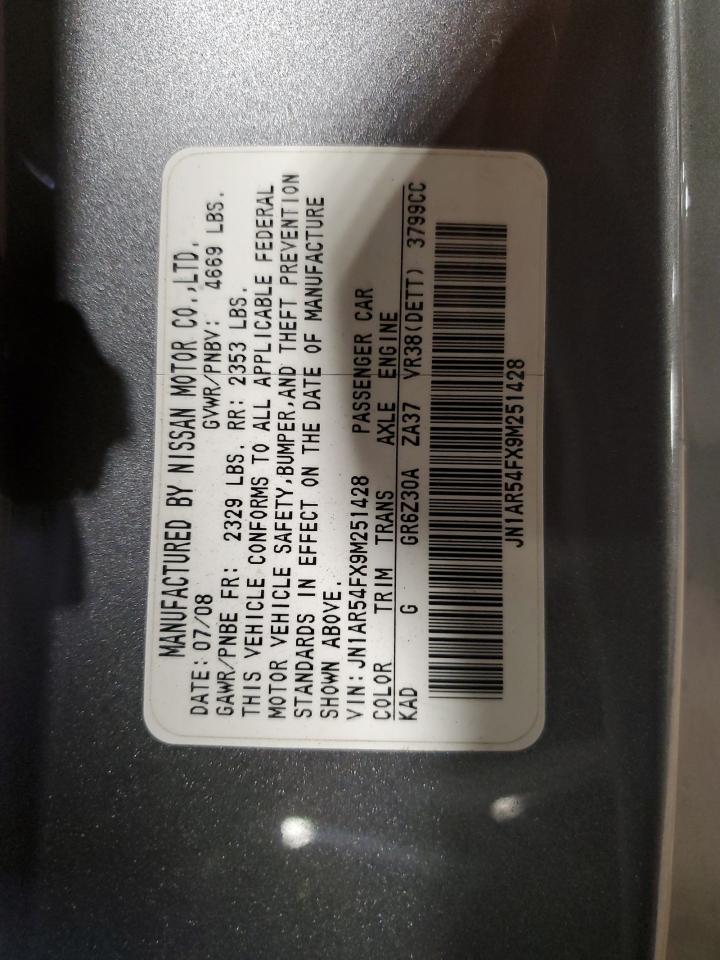 MANUFACTURED BY NISSAN MOTOR CO.,LTD.
DATE: 07/08 GVWR/PNBV: 4669 LBS.
GAWR/PNBE FR: 2329 LBS. RR: 2353 LBS.
THIS VEHICLE CONFORMS TO ALL APPLICABLE FEDERAL
MOTOR VEHICLE SAFETY,BUMPER,AND THEFT PREVENTION
STANDARDS IN EFFECT ON THE DATE OF MANUFACTURE
SHOWN ABOVE.
VIN: JN1AR54FX9M251428 PASSENGER CAR
COLOR TRIM TRANS AXLE ENGINE
KAD G GR6Z30A ZA37 VR38(DETT) 3799CC
JN1AR54FX9M251428